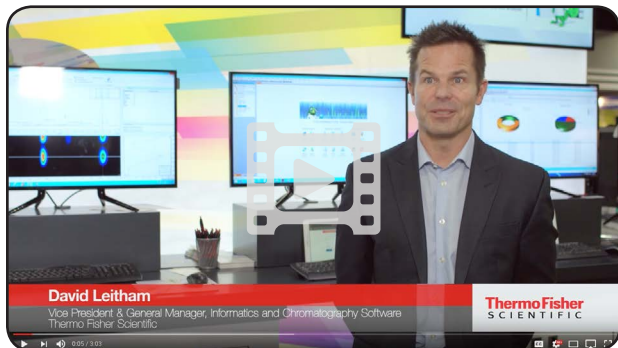 David Leitham
Vice President & General Manager, Informatics and Chromatography Software
Thermo Fisher Scientific
ThermoFisher
SCIENTIFIC
0:05 / 3:03